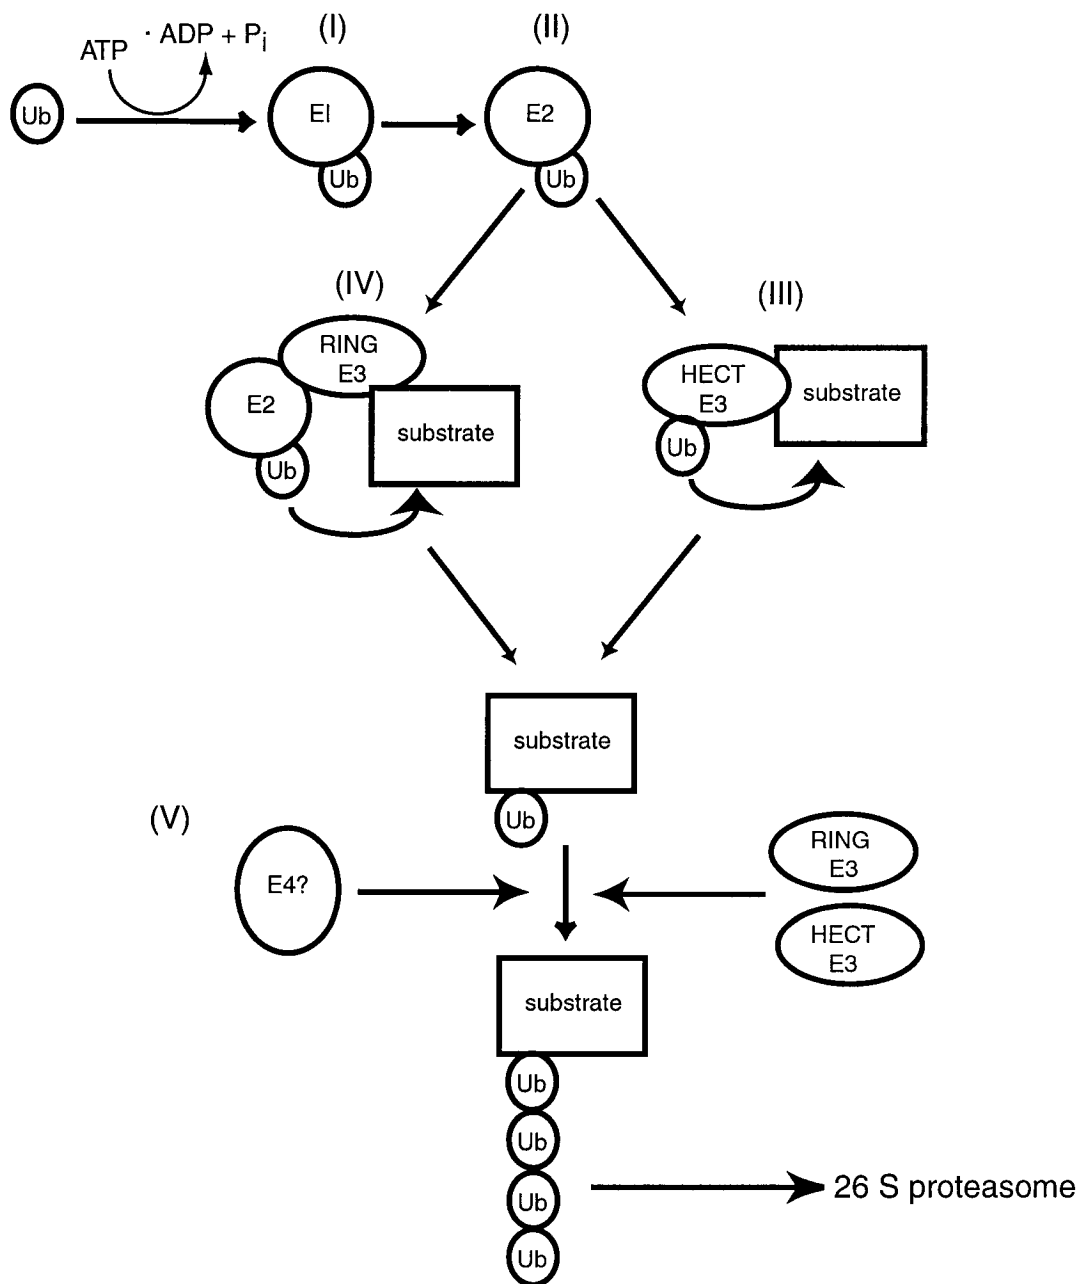 (I)
(II)
ATP · ADP + Pi
Ub
EI
E2
Ub
Ub
(IV)
(III)
RING
E3
HECT
E3
substrate
E2
substrate
Ub
Ub
substrate
Ub
(V)
RING
E3
E4?
HECT
E3
substrate
Ub
Ub
Ub
26 S proteasome
Ub